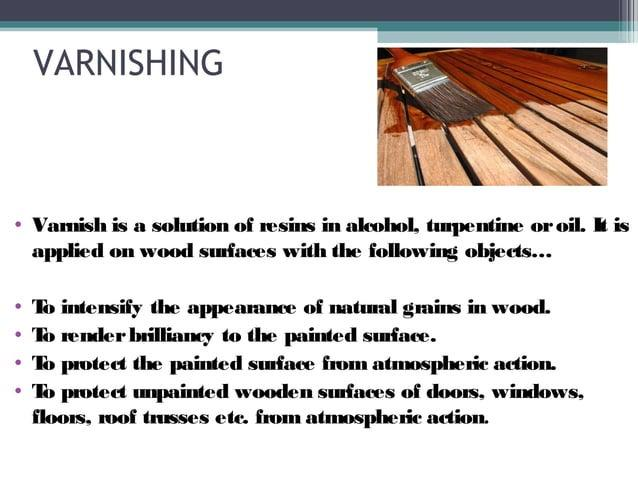 VARNISHING
• Varnish is a solution of resins in alcohol, turpentine or oil. It is
applied on wood surfaces with the following objects…
• To intensify the appearance of natural grains in wood.
• To render brilliancy to the painted surface.
• To protect the painted surface from atmospheric action.
• To protect unpainted wooden surfaces of doors, windows,
floors, roof trusses etc. from atmospheric action.